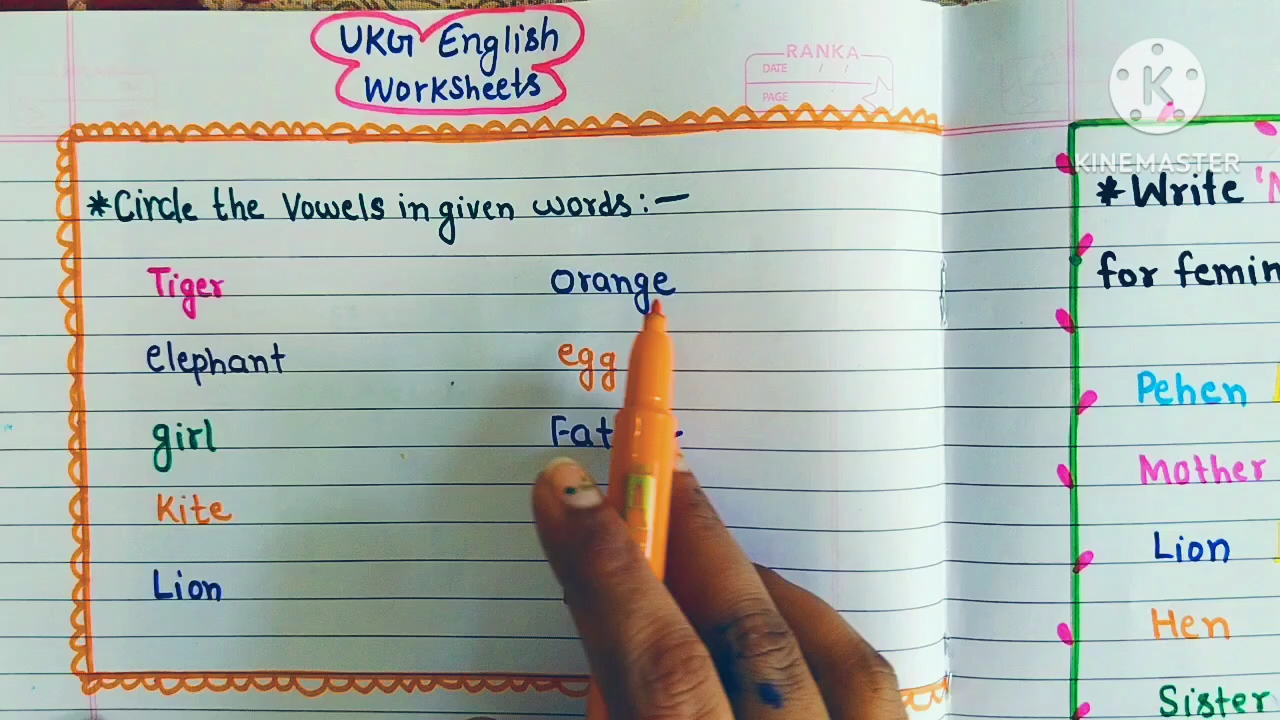 UKG English
Worksheets
RANKA
DATE / /
PAGE
KINEMASTER
*Circle the Vowels in given words:-
Tiger Orange
elephant egg
girl
Kite
Lion
*Write
for
Pehen
Mother
Lion
Hen
Sister